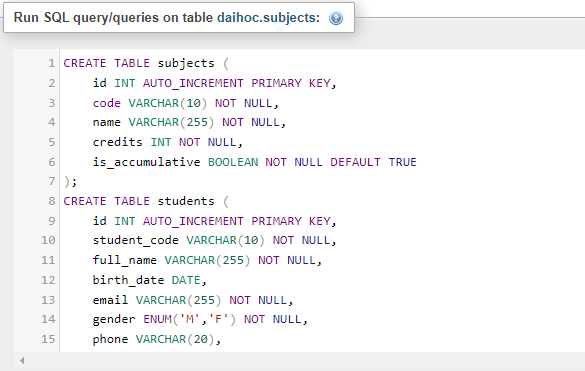 Run SQL query/queries on table daihoc.subjects:
1 CREATE TABLE subjects (
2 id INT AUTO_INCREMENT PRIMARY KEY,
3 code VARCHAR(10) NOT NULL,
4 name VARCHAR(255) NOT NULL,
5 credits INT NOT NULL,
6 is_accumulative BOOLEAN NOT NULL DEFAULT TRUE
7 );
8 CREATE TABLE students (
9 id INT AUTO_INCREMENT PRIMARY KEY,
10 student_code VARCHAR(10) NOT NULL,
11 full_name VARCHAR(255) NOT NULL,
12 birth_date DATE,
13 email VARCHAR(255) NOT NULL,
14 gender ENUM('M','F') NOT NULL,
15 phone VARCHAR(20),